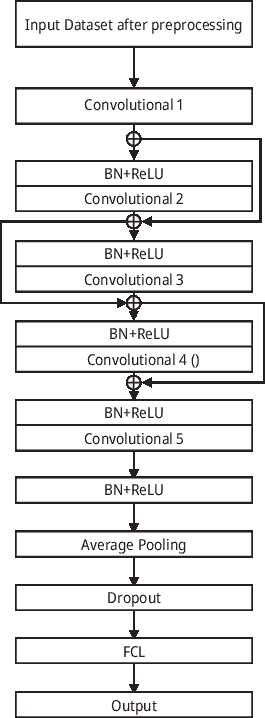 Input Dataset after preprocessing
Convolutional 1
BN+ReLU
Convolutional 2
BN+ReLU
Convolutional 3
BN+ReLU
Convolutional 4 ()
BN+ReLU
Convolutional 5
BN+ReLU
Average Pooling
Dropout
FCL
Output